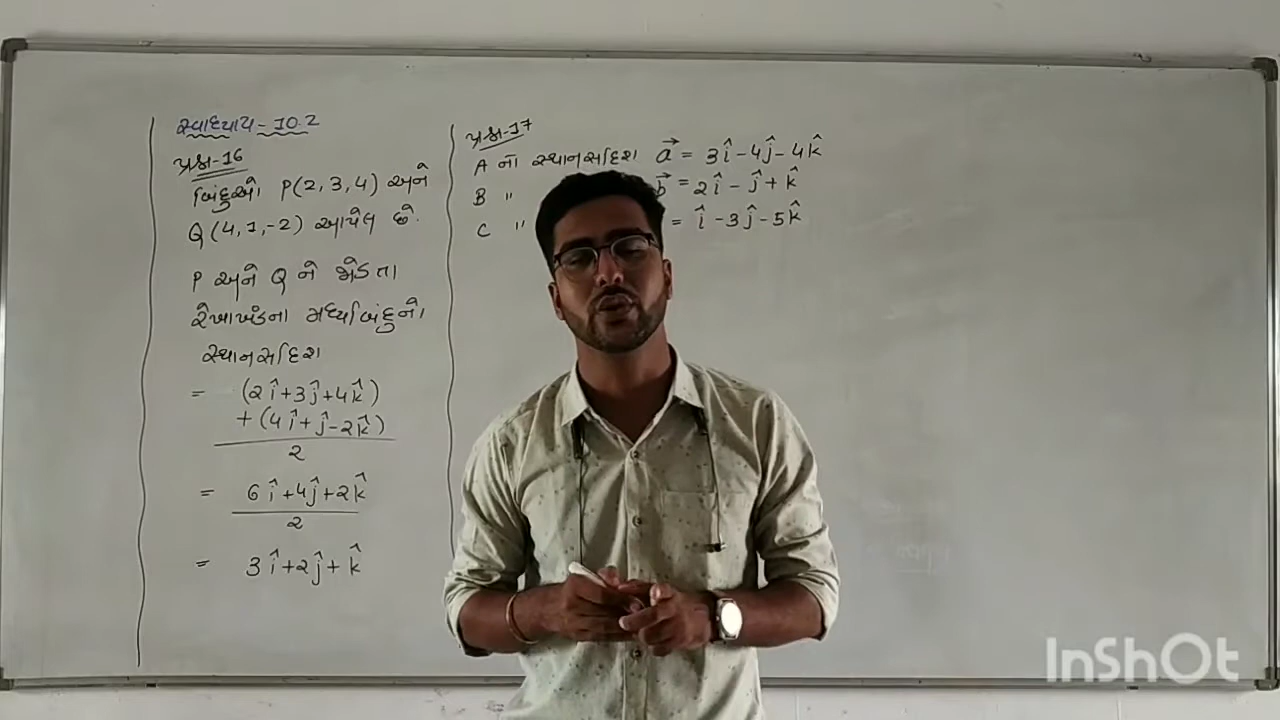 સ્વાધ્યાય - 10.2
પ્રશ્ન-16
બિંદુઓ P(2, 3, 4) અને
Q (4, 1, -2) આપેલ છે.
P અને Q ને જોડતા
રેખાખંડના મધ્યબિંદુનો
સ્થાનસદિશ
= (2î+3ĵ+4k̂)
+ (4î+ĵ-2k̂)
2
= 6î+4ĵ+2k̂
2
= 3î+2ĵ+k̂
પ્રશ્ન-17
A નો સ્થાનસદિશ a⃗ = 3î-4ĵ-4k̂
B " b⃗ = 2î-ĵ+k̂
C " = î-3ĵ-5k̂
InShOt